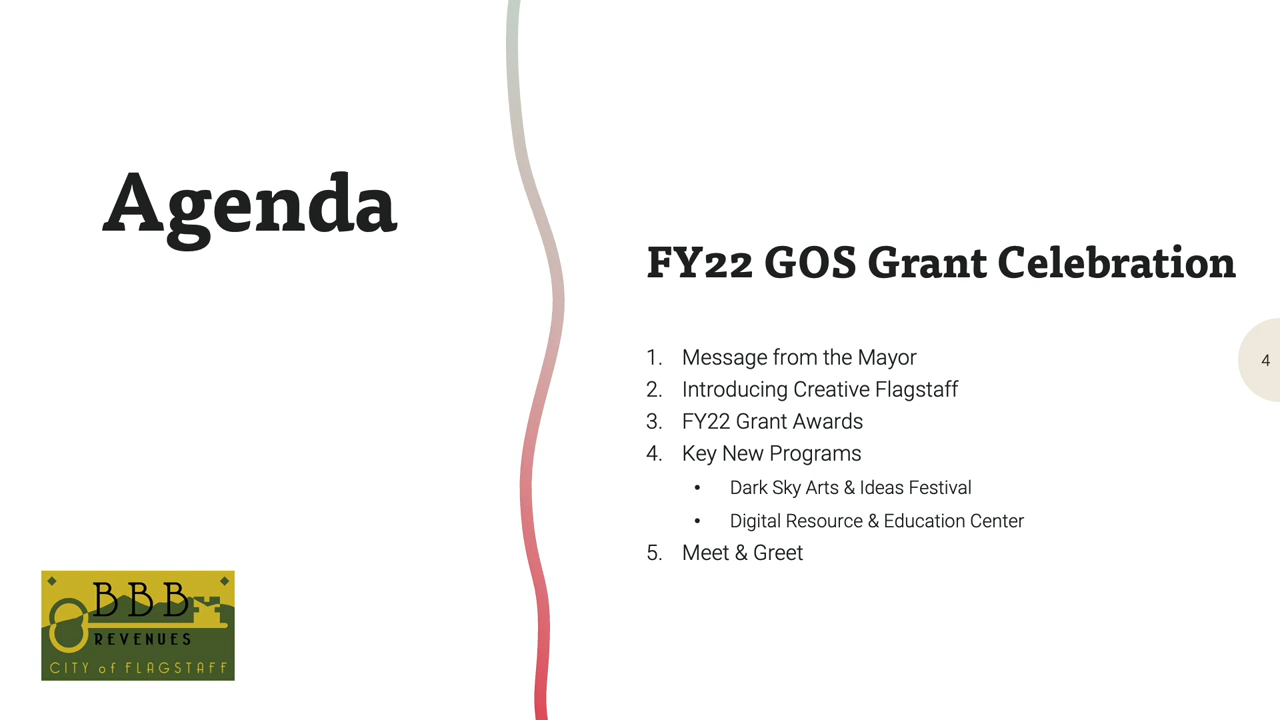 Agenda
FY22 GOS Grant Celebration
1. Message from the Mayor
2. Introducing Creative Flagstaff
3. FY22 Grant Awards
4. Key New Programs
• Dark Sky Arts & Ideas Festival
• Digital Resource & Education Center
5. Meet & Greet
4
BBB
REVENUES
CITY of FLAGSTAFF